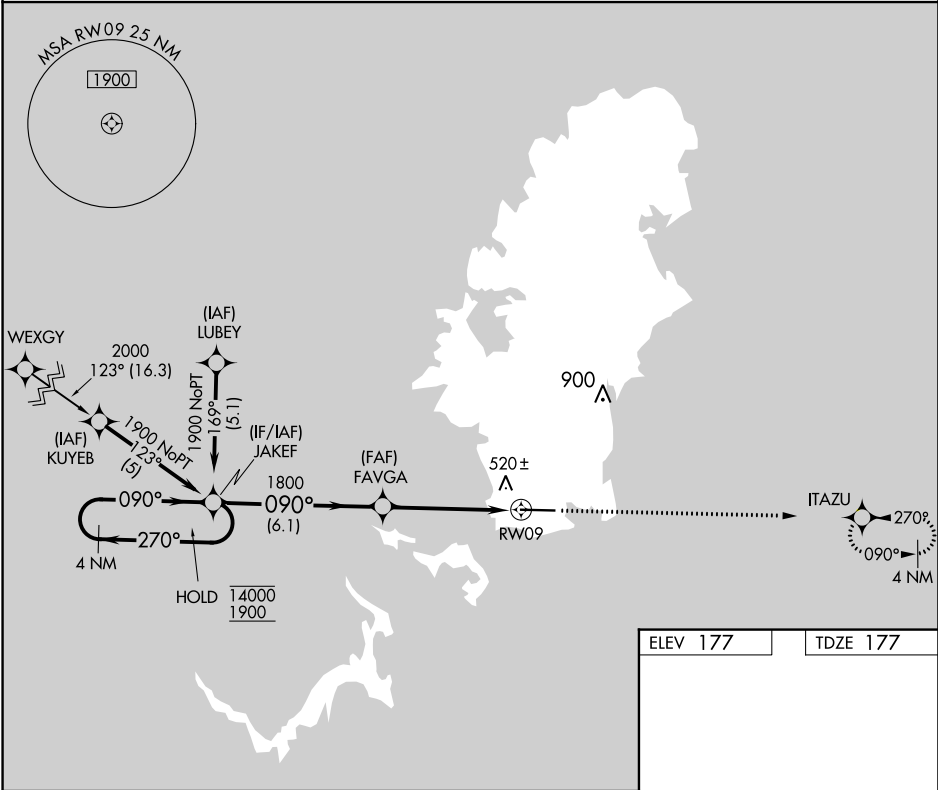 MSA RW09 25 NM
1900
WEXGY
2000
123° (16.3)
(IAF)
LUBEY
(IAF)
KUYEB
1900 NoPT
123°
(5)
1900 NoPT
169°
(5.1)
(IF/IAF)
JAKEF
1800
090°
(6.1)
(FAF)
FAVGA
900
520±
RW09
ITAZU
270°
090°
4 NM
090°
270°
4 NM
HOLD
14000
1900
ELEV 177
TDZE 177